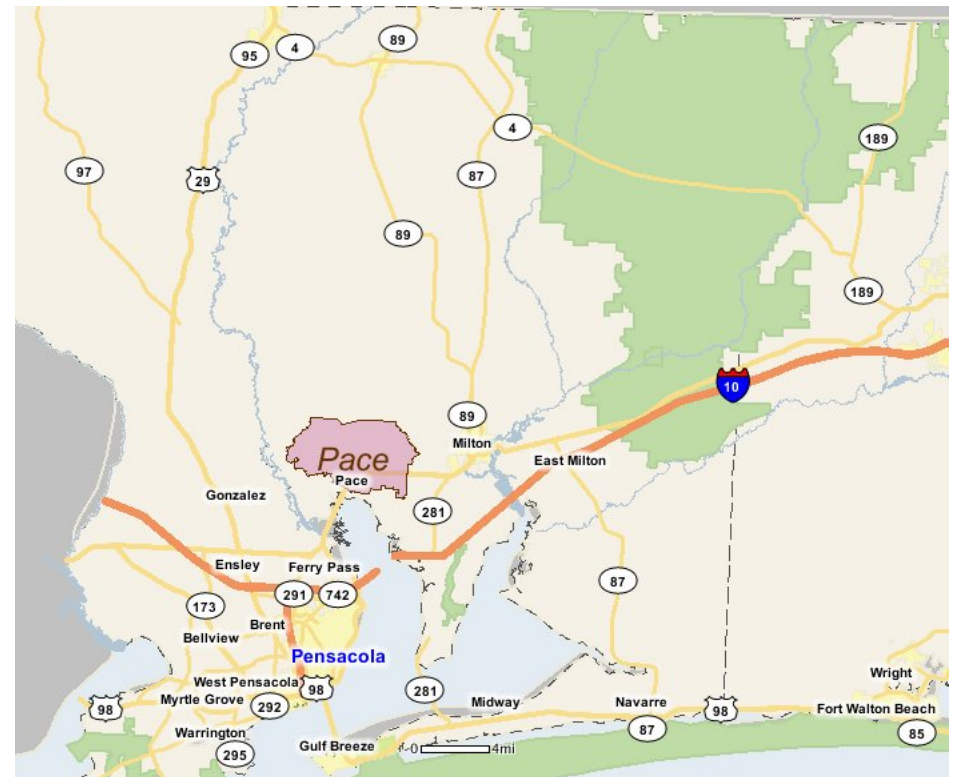 89
4
95
4
189
97
87
29
89
189
10
89
Milton
East Milton
Pace
Pace
Gonzalez
281
Ensley
Ferry Pass
87
291
742
173
Brent
Bellview
Pensacola
West Pensacola
98
281
Wright
Myrtle Grove
292
Midway
Navarre
98
98
Fort Walton Beach
Warrington
87
85
295
Gulf Breeze
0
4mi